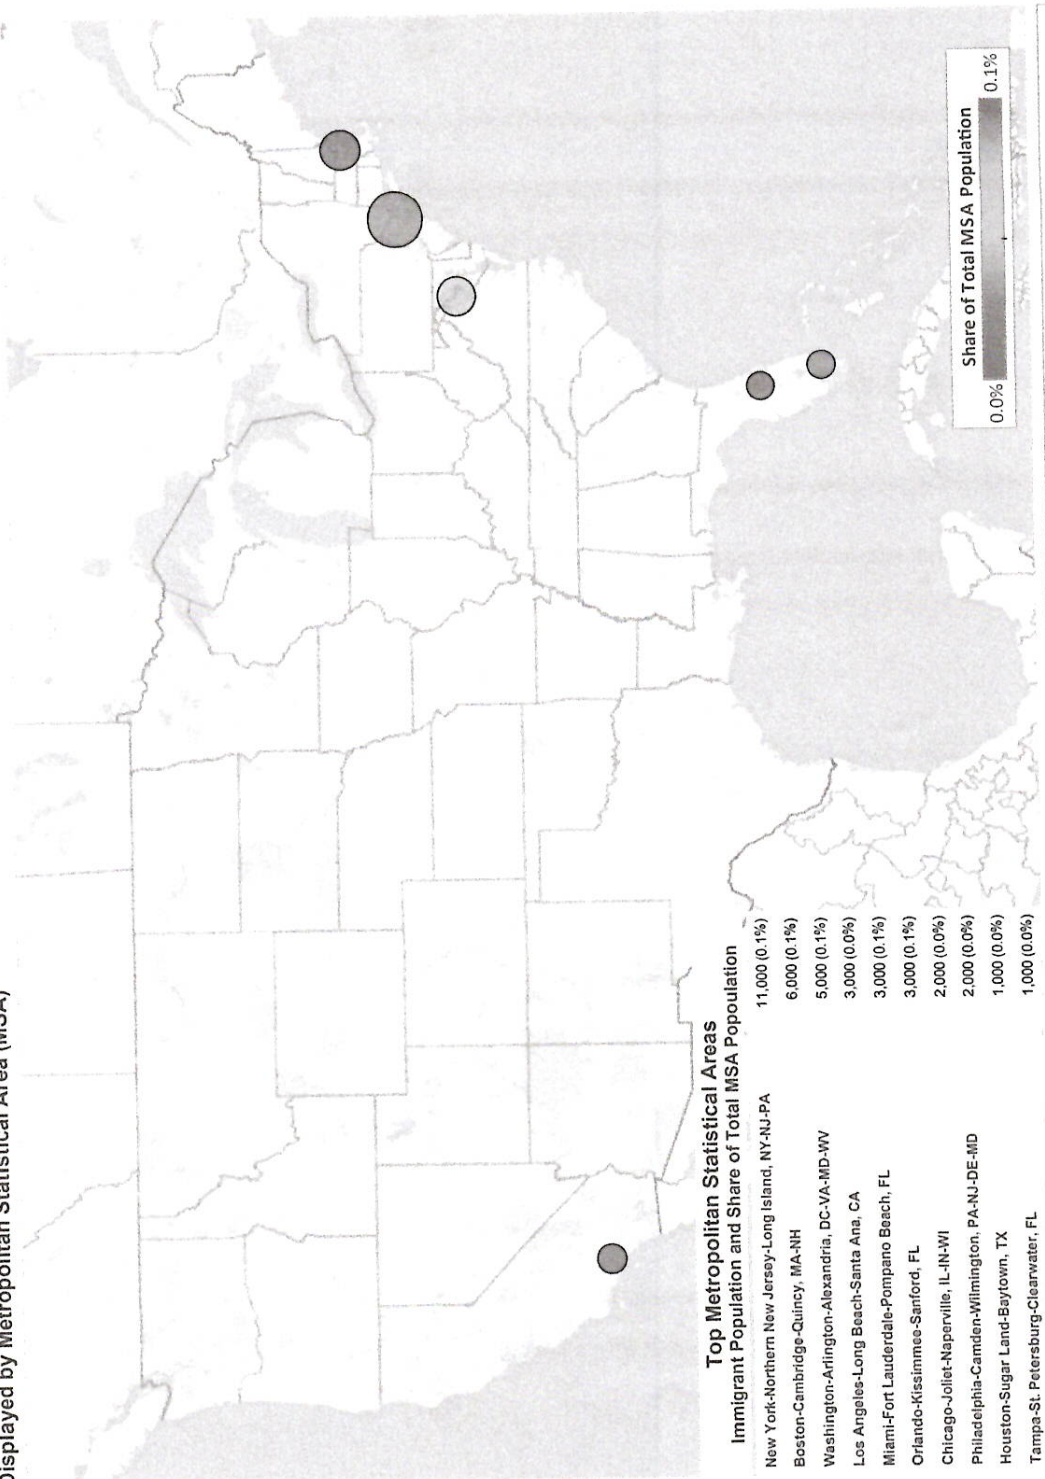 Displayed by Metropolitan Statistical Area (MSA)
Top Metropolitan Statistical Areas
Immigrant Population and Share of Total MSA Popoulation
New York-Northern New Jersey-Long Island, NY-NJ-PA 11,000 (0.1%)
Boston-Cambridge-Quincy, MA-NH 6,000 (0.1%)
Washington-Arlington-Alexandria, DC-VA-MD-WV 5,000 (0.1%)
Los Angeles-Long Beach-Santa Ana, CA 3,000 (0.0%)
Miami-Fort Lauderdale-Pompano Beach, FL 3,000 (0.1%)
Orlando-Kissimmee-Sanford, FL 3,000 (0.1%)
Chicago-Joliet-Naperville, IL-IN-WI 2,000 (0.0%)
Philadelphia-Camden-Wilmington, PA-NJ-DE-MD 2,000 (0.0%)
Houston-Sugar Land-Baytown, TX 1,000 (0.0%)
Tampa-St. Petersburg-Clearwater, FL 1,000 (0.0%)
Share of Total MSA Population
0.0% 0.1%